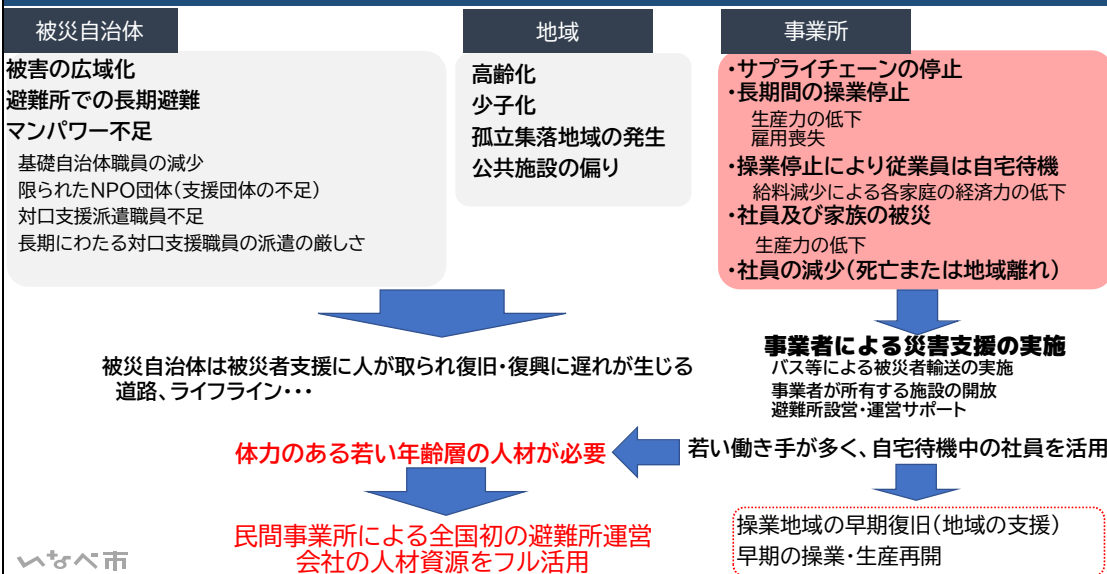 被災自治体
被害の広域化
避難所での長期避難
マンパワー不足
基礎自治体職員の減少
限られたNPO団体(支援団体の不足)
対口支援派遣職員不足
長期にわたる対口支援職員の派遣の厳しさ
地域
高齢化
少子化
孤立集落地域の発生
公共施設の偏り
事業所
・サプライチェーンの停止
・長期間の操業停止
生産力の低下
雇用喪失
・操業停止により従業員は自宅待機
給料減少による各家庭の経済力の低下
・社員及び家族の被災
生産力の低下
・社員の減少(死亡または地域離れ)
被災自治体は被災者支援に人が取られ復旧・復興に遅れが生じる
道路、ライフライン・・・
事業者による災害支援の実施
バス等による被災者輸送の実施
事業者が所有する施設の開放
避難所設営・運営サポート
体力のある若い年齢層の人材が必要
若い働き手が多く、自宅待機中の社員を活用
民間事業所による全国初の避難所運営
会社の人材資源をフル活用
操業地域の早期復旧(地域の支援)
早期の操業・生産再開
いなべ市